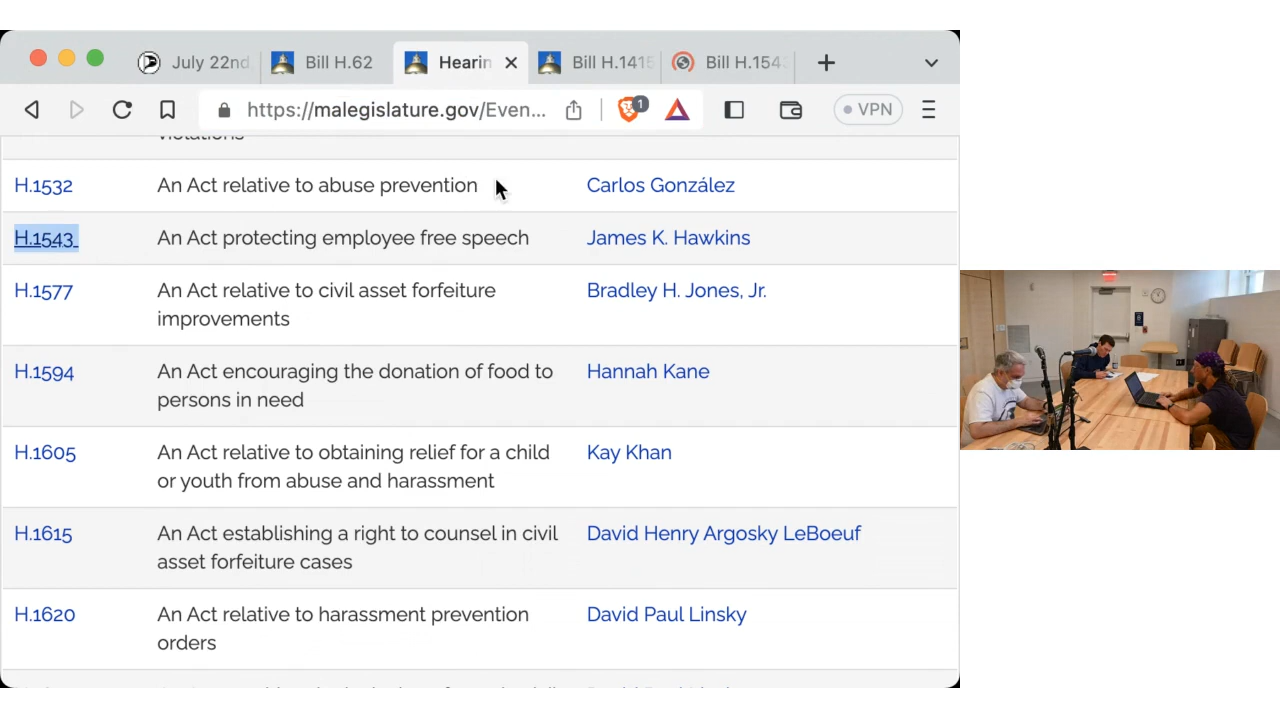 July 22nd
Bill H.62
Hearin
Bill H.1415
Bill H.154
https://malegislature.gov/Even...
1
VPN
violations
H.1532 An Act relative to abuse prevention Carlos González
H.1543 An Act protecting employee free speech James K. Hawkins
H.1577 An Act relative to civil asset forfeiture Bradley H. Jones, Jr.
improvements
H.1594 An Act encouraging the donation of food to Hannah Kane
persons in need
H.1605 An Act relative to obtaining relief for a child Kay Khan
or youth from abuse and harassment
H.1615 An Act establishing a right to counsel in civil David Henry Argosky LeBoeuf
asset forfeiture cases
H.1620 An Act relative to harassment prevention David Paul Linsky
orders